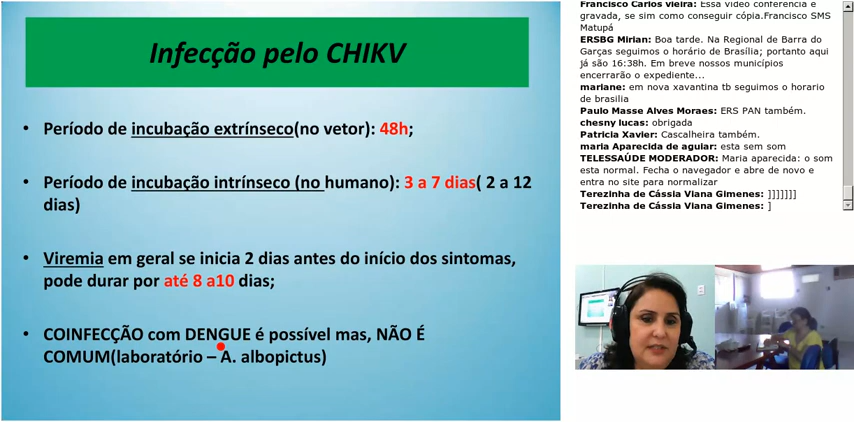 Infecção pelo CHIKV
• Período de incubação extrínseco(no vetor): 48h;
• Período de incubação intrínseco (no humano): 3 a 7 dias( 2 a 12
dias)
• Viremia em geral se inicia 2 dias antes do início dos sintomas,
pode durar por até 8 a10 dias;
• COINFECÇÃO com DENGUE é possível mas, NÃO É
COMUM(laboratório – A. albopictus)
Francisco Carlos vieira: Essa video conferencia e
gravada, se sim como conseguir cópia.Francisco SMS
Matupá
ERSBG Mirian: Boa tarde. Na Regional de Barra do
Garças seguimos o horário de Brasília; portanto aqui
já são 16:38h. Em breve nossos municípios
encerrarão o expediente...
mariane: em nova xavantina tb seguimos o horario
de brasilia
Paulo Masse Alves Moraes: ERS PAN também.
chesny lucas: obrigada
Patricia Xavier: Cascalheira também.
maria Aparecida de aguiar: esta sem som
TELESSAÚDE MODERADOR: Maria aparecida: o som
esta normal. Fecha o navegador e abre de novo e
entra no site para normalizar
Terezinha de Cássia Viana Gimenes: ]]]]]]]
Terezinha de Cássia Viana Gimenes: ]